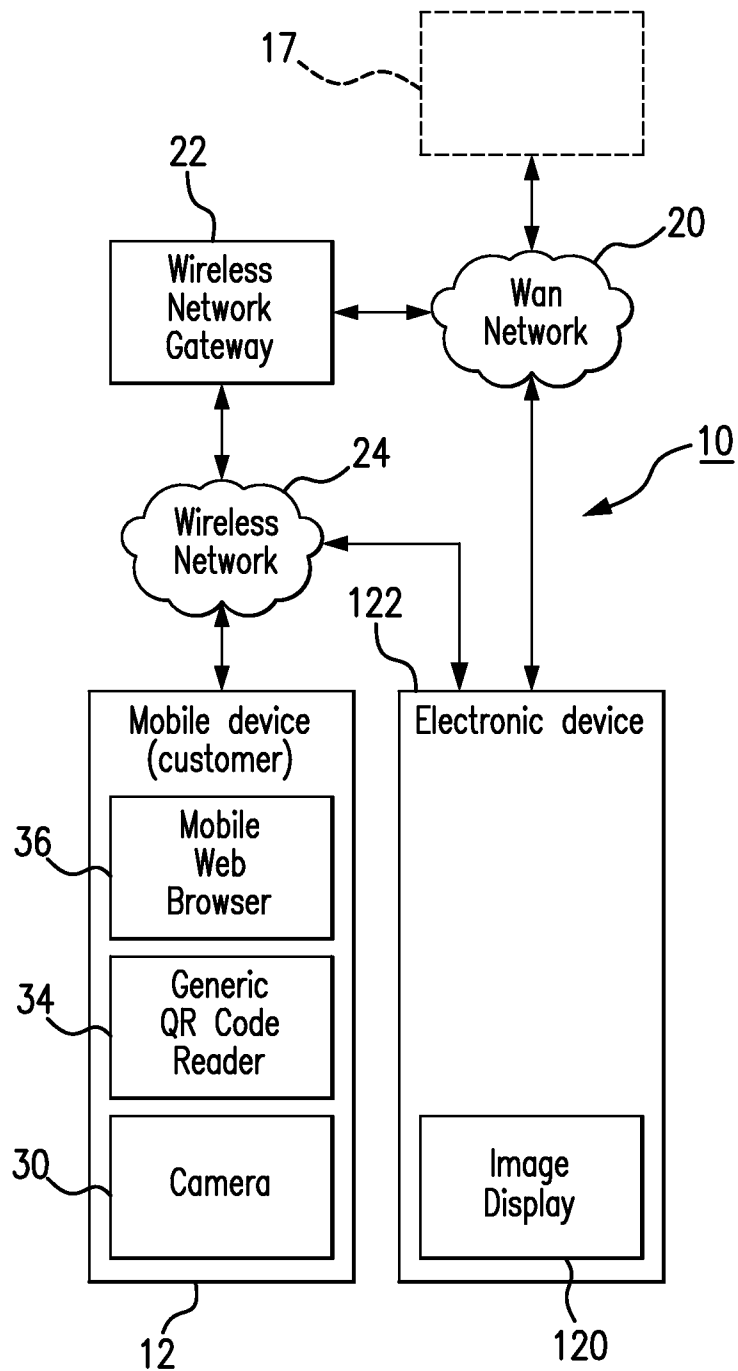 17
22
20
Wireless
Network
Gateway
Wan
Network
10
24
Wireless
Network
122
Mobile device
(customer)
Electronic device
36
Mobile
Web
Browser
34
Generic
QR Code
Reader
30
Camera
Image
Display
12
120